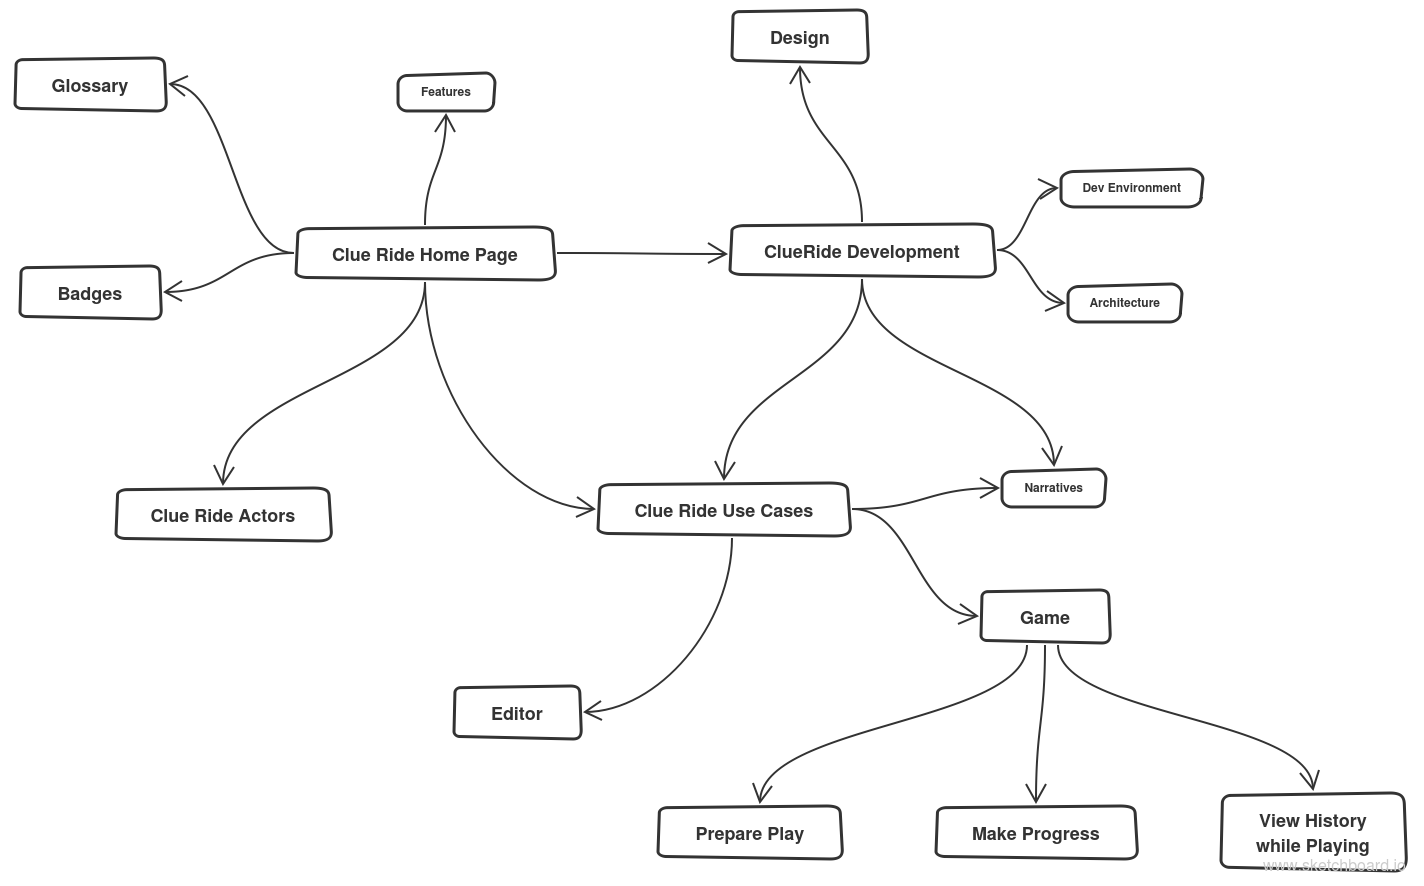 Design
Glossary
Features
Dev Environment
Clue Ride Home Page
ClueRide Development
Badges
Architecture
Clue Ride Actors
Clue Ride Use Cases
Narratives
Game
Editor
Prepare Play
Make Progress
View History
while Playing
www.sketchboard.io